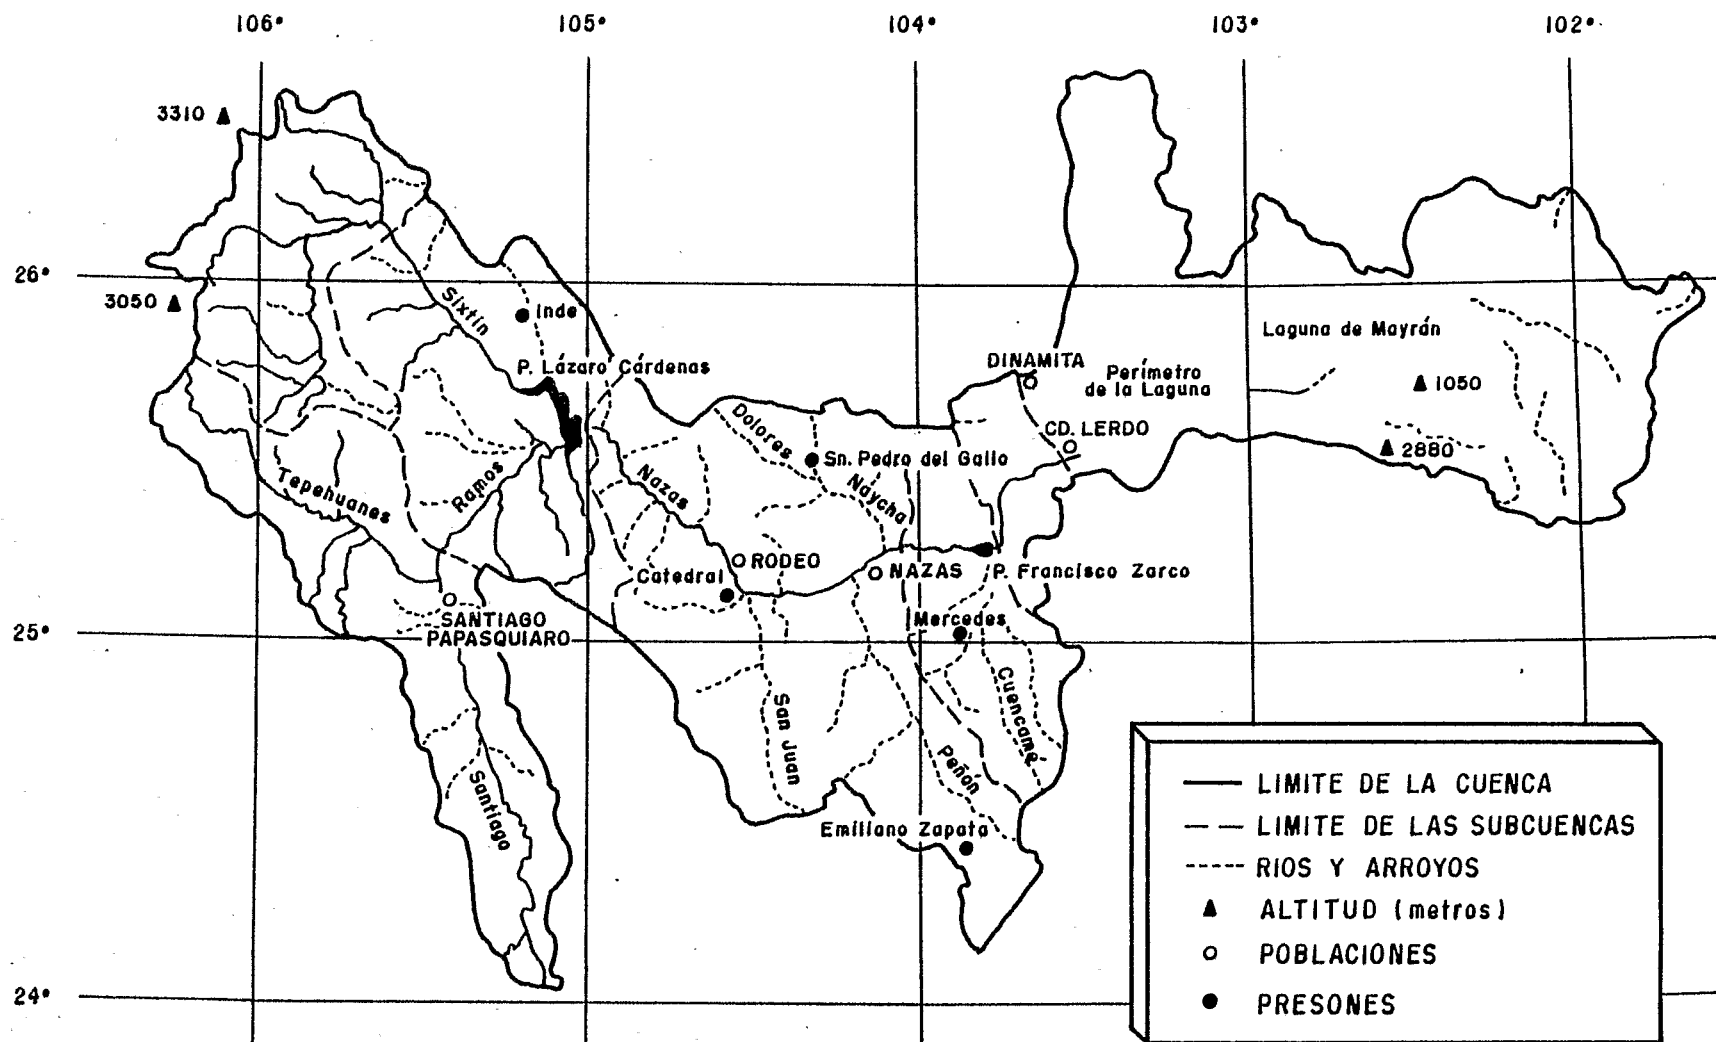 106° 105° 104° 103° 102°
3310
26°
3050
Sixtín
Inde
Laguna de Mayrán
P. Lázaro Cárdenas
DINAMITA
Perímetro
de la Laguna
1050
Dolores
CD. LERDO
2880
Sn. Pedro del Gallo
Tepehuanes
Ramos
Nazas
Naycha
RODEO
NAZAS
P. Francisco Zarco
Catedral
SANTIAGO
PAPASQUIARO
Mercedes
25°
Cuencame
San Juan
Peñón
Santiago
Emiliano Zapata
24°
LIMITE DE LA CUENCA
LIMITE DE LAS SUBCUENCAS
RIOS Y ARROYOS
ALTITUD (metros)
POBLACIONES
PRESONES